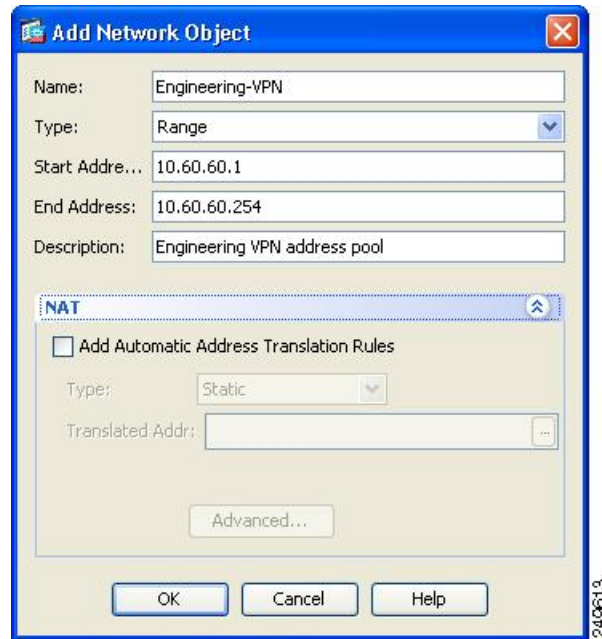 Add Network Object
Name: Engineering-VPN
Type: Range
Start Addre... 10.60.60.1
End Address: 10.60.60.254
Description: Engineering VPN address pool
NAT
Add Automatic Address Translation Rules
Type: Static
Translated Addr: ...
Advanced...
OK Cancel Help
249613